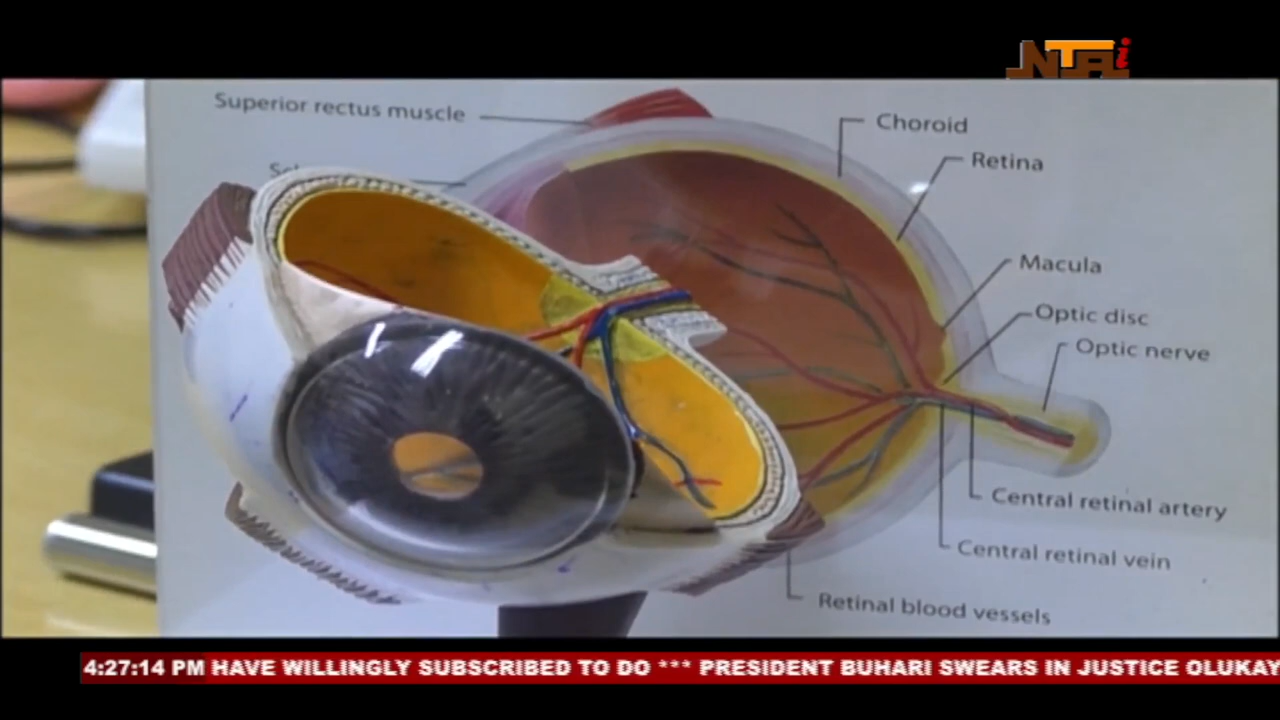 NTAi
Superior rectus muscle
Choroid
Retina
Macula
Optic disc
Optic nerve
Central retinal artery
Central retinal vein
Retinal blood vessels
4:27:14 PM HAVE WILLINGLY SUBSCRIBED TO DO *** PRESIDENT BUHARI SWEARS IN JUSTICE OLUKAY